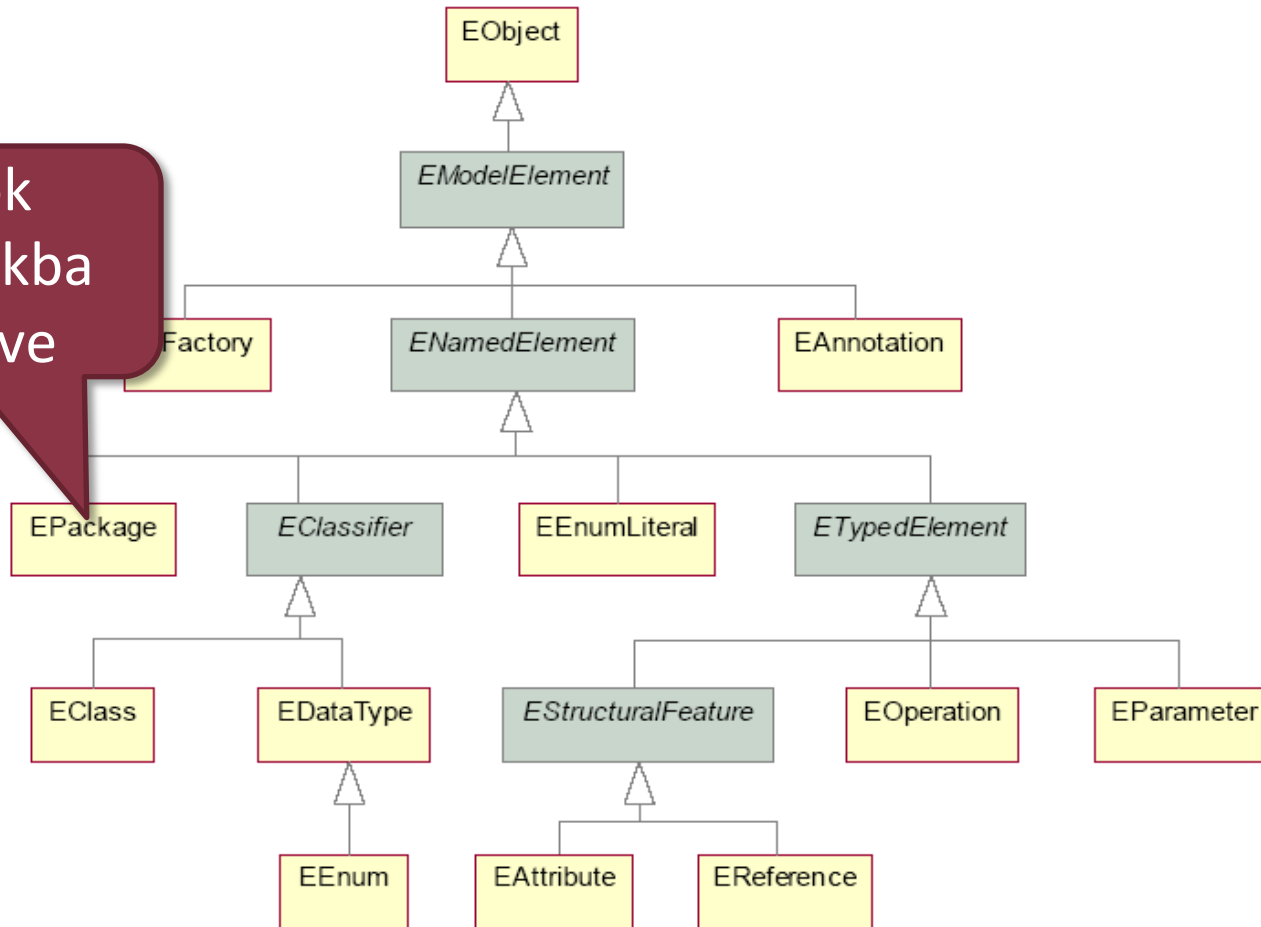 EObject
EModelElement
k
kba
ve
Factory
ENamedElement
EAnnotation
EPackage
EClassifier
EEnumLiteral
ETypedElement
EClass
EDataType
EStructuralFeature
EOperation
EParameter
EEnum
EAttribute
EReference